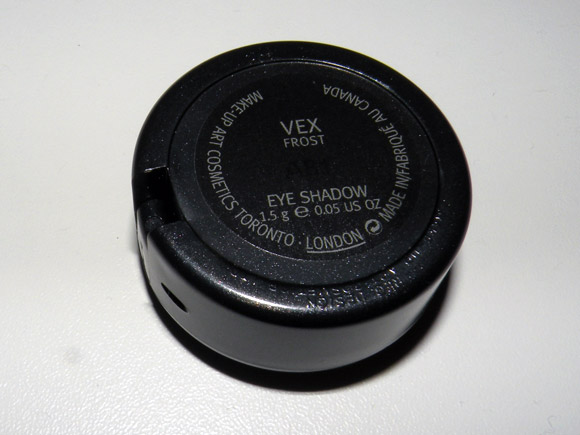 VEX
FROST
EYE SHADOW
1.5 g e 0.05 US OZ
MAKE-UP ART COSMETICS TORONTO · LONDON MADE IN/FABRIQUÉ AU CANADA